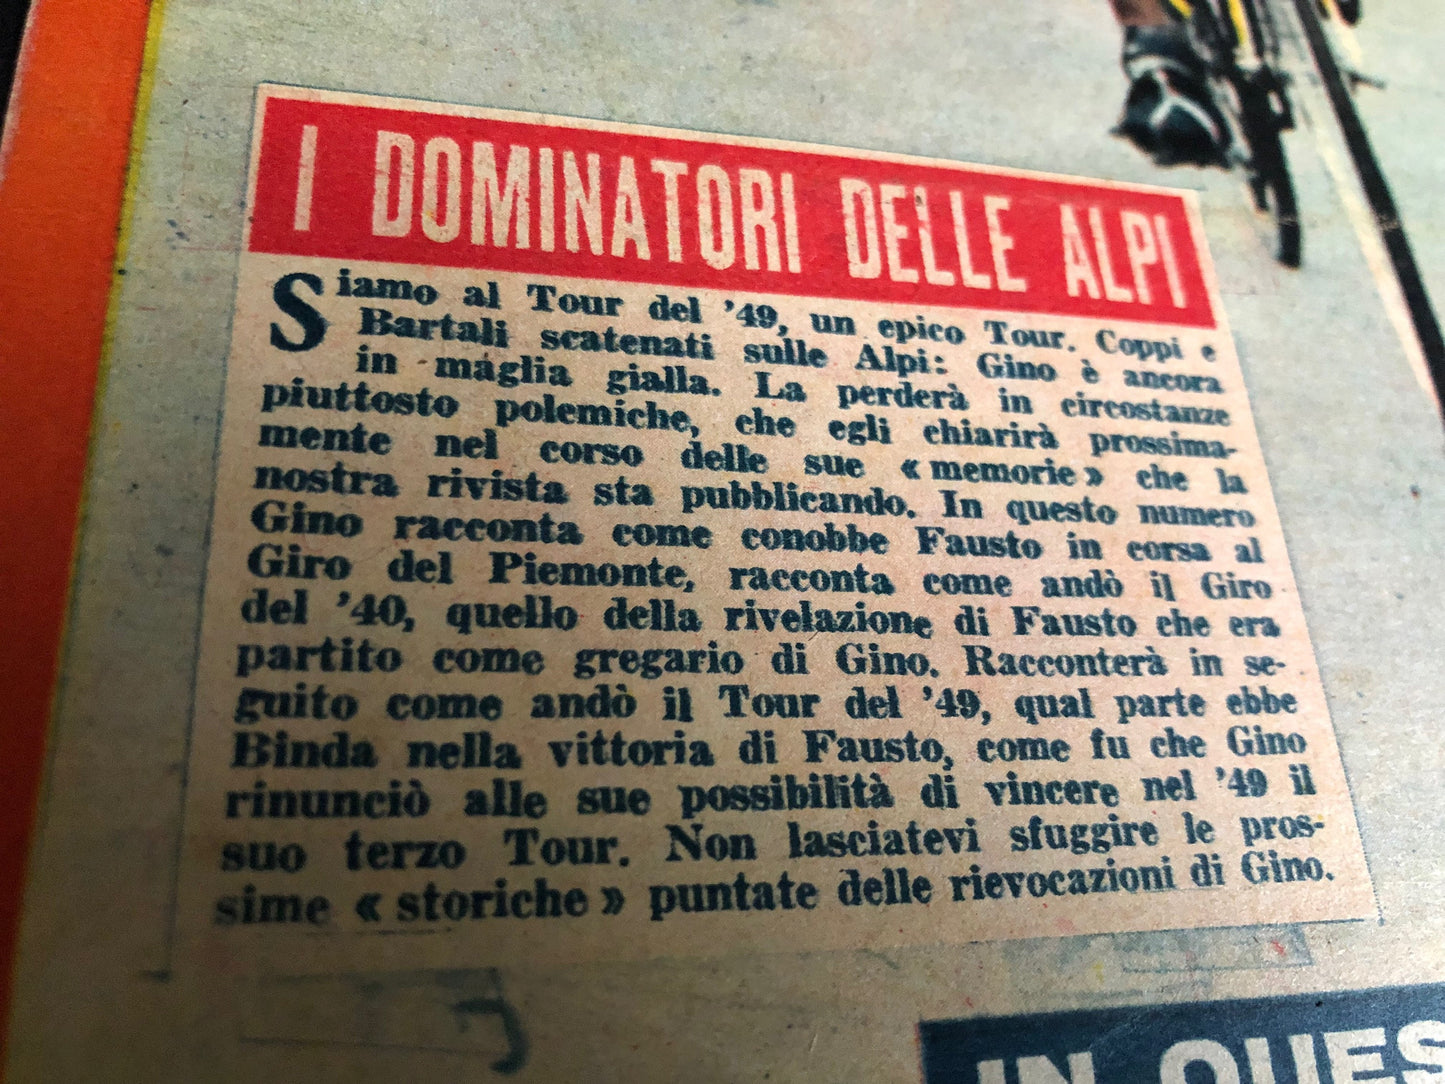 I DOMINATORI DELLE ALPI
Siamo al Tour del '49, un epico Tour. Coppi e
Bartali scatenati sulle Alpi: Gino è ancora
in maglia gialla. La perderà in circostanze
piuttosto polemiche, che egli chiarirà prossima-
mente nel corso delle sue « memorie » che la
nostra rivista sta pubblicando. In questo numero
Gino racconta come conobbe Fausto in corsa al
Giro del Piemonte, racconta come andò il Giro
del '40, quello della rivelazione di Fausto che era
partito come gregario di Gino. Racconterà in se-
guito come andò il Tour del '49, qual parte ebbe
Binda nella vittoria di Fausto, come fu che Gino
rinunciò alle sue possibilità di vincere nel '49 il
suo terzo Tour. Non lasciatevi sfuggire le pros-
sime « storiche » puntate delle rievocazioni di Gino.
IN QUES